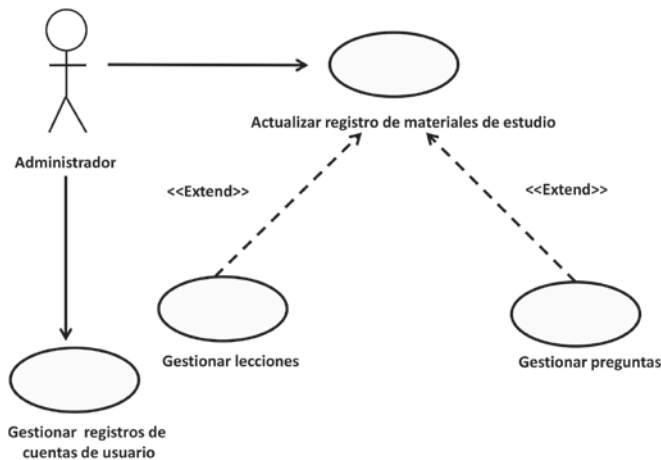 Actualizar registro de materiales de estudio
Administrador
<<Extend>>
<<Extend>>
Gestionar lecciones
Gestionar preguntas
Gestionar registros de
cuentas de usuario